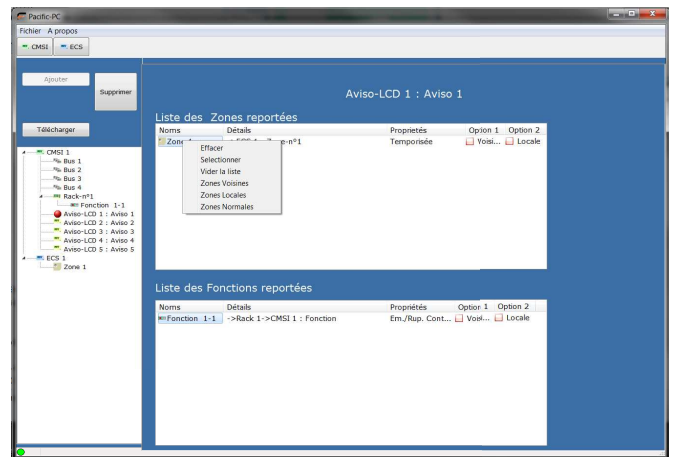 Pacific-PC
Fichier A propos
CMSI ECS
Ajouter
Supprimer
Télécharger
CMSI 1
Bus 1
Bus 2
Bus 3
Bus 4
Rack-n°1
Fonction 1-1
Aviso-LCD 1 : Aviso 1
Aviso-LCD 2 : Aviso 2
Aviso-LCD 3 : Aviso 3
Aviso-LCD 4 : Aviso 4
Aviso-LCD 5 : Aviso 5
ECS 1
Zone 1
Aviso-LCD 1 : Aviso 1
Liste des Zones reportées
Noms Détails Proprietés Option 1 Option 2
Temporisée Voisi... Locale
Effacer
Selectionner
Vider la liste
Zones Voisines
Zones Locales
Zones Normales
Liste des Fonctions reportées
Noms Détails Propriétés Option 1 Option 2
Fonction 1-1 ->Rack 1->CMSI 1 : Fonction Em./Rup. Cont... Voisi... Locale